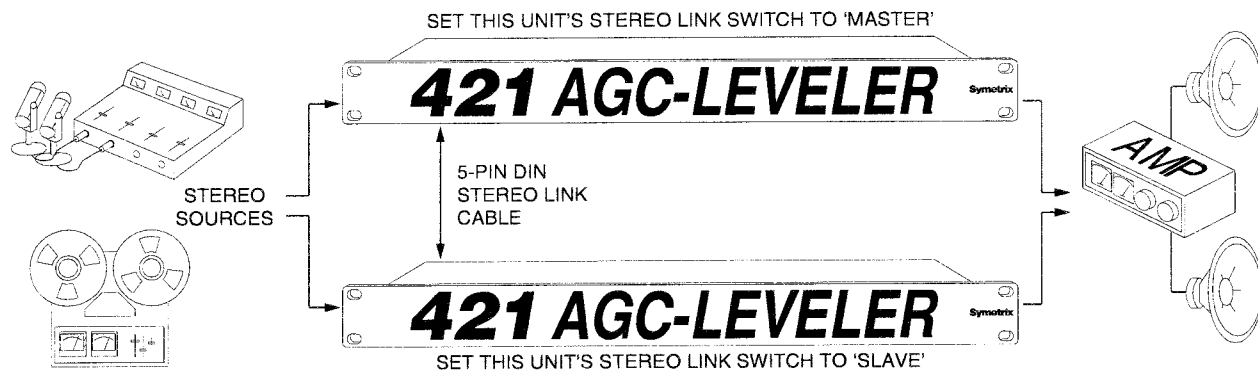 SET THIS UNIT'S STEREO LINK SWITCH TO 'MASTER'
421 AGC-LEVELER
Symetrix
STEREO
SOURCES
5-PIN DIN
STEREO LINK
CABLE
AMP
421 AGC-LEVELER
Symetrix
SET THIS UNIT'S STEREO LINK SWITCH TO 'SLAVE'